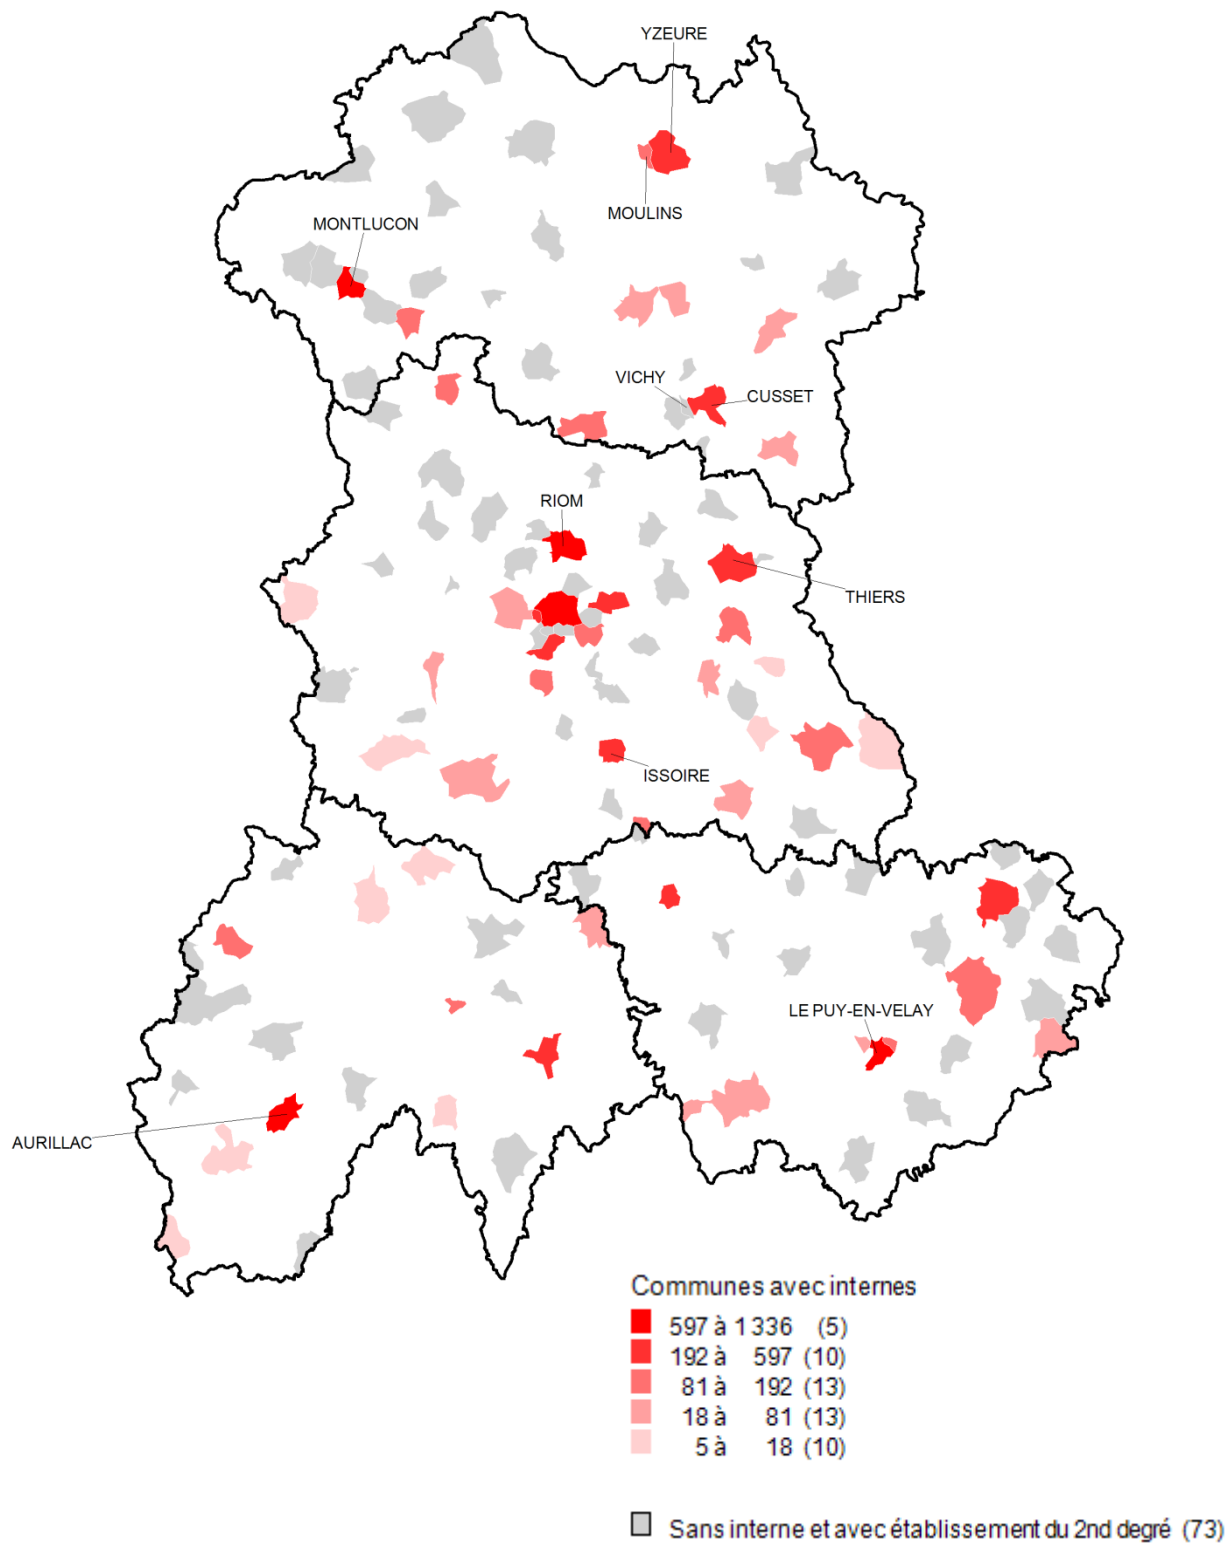 YZEURE
MOULINS
MONTLUCON
VICHY
CUSSET
RIOM
THIERS
ISSOIRE
LE PUY-EN-VELAY
AURILLAC
Communes avec internes
597 à 1 336 (5)
192 à 597 (10)
81 à 192 (13)
18 à 81 (13)
5 à 18 (10)
Sans interne et avec établissement du 2nd degré (73)